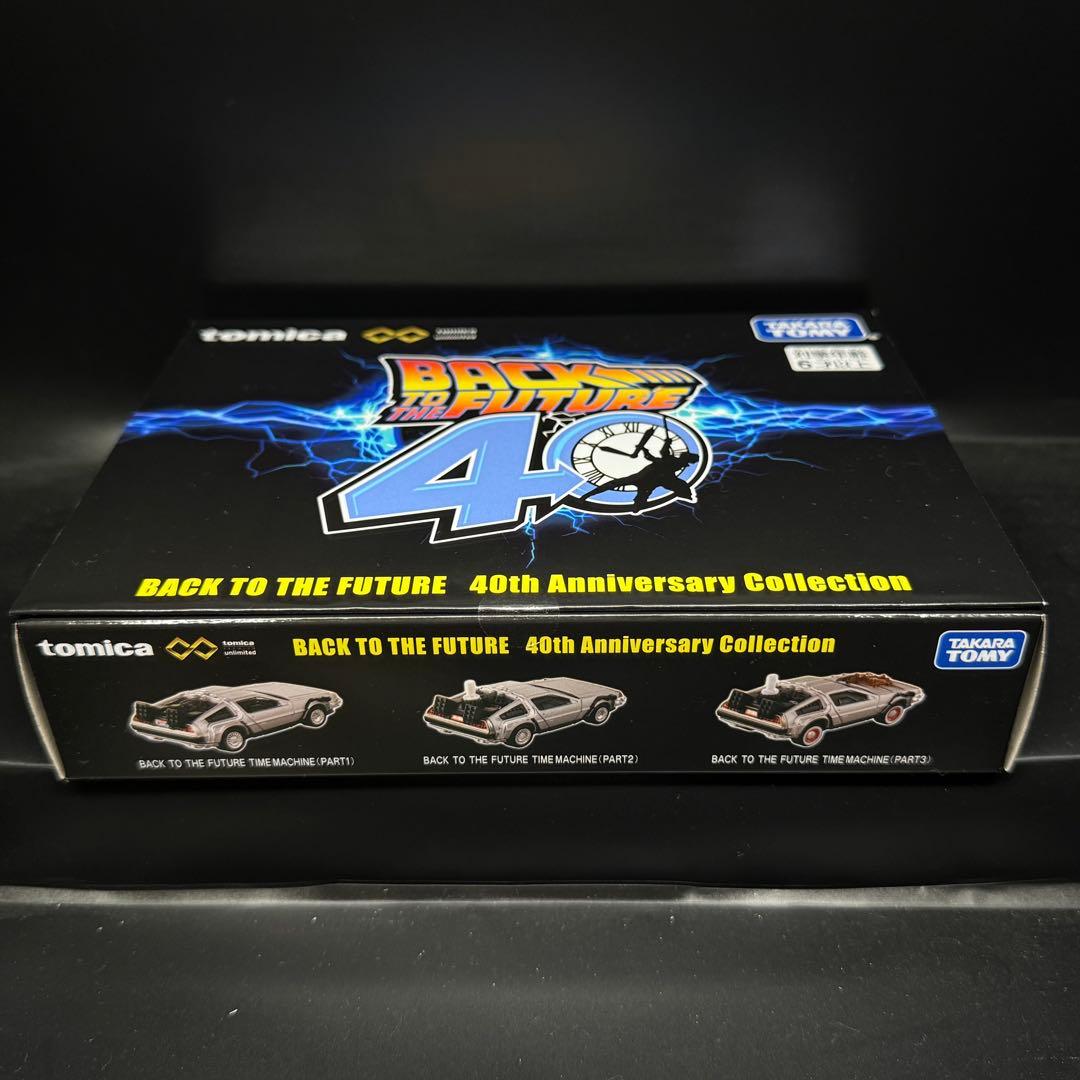 tomica
tomica
unlimited
TAKARA
TOMY
対象年齢
6才以上
BACK
TO THE FUTURE
40
BACK TO THE FUTURE 40th Anniversary Collection
tomica
tomica
unlimited
BACK TO THE FUTURE 40th Anniversary Collection
TAKARA
TOMY
BACK TO THE FUTURE TIME MACHINE(PART1)
BACK TO THE FUTURE TIME MACHINE(PART2)
BACK TO THE FUTURE TIME MACHINE(PART3)